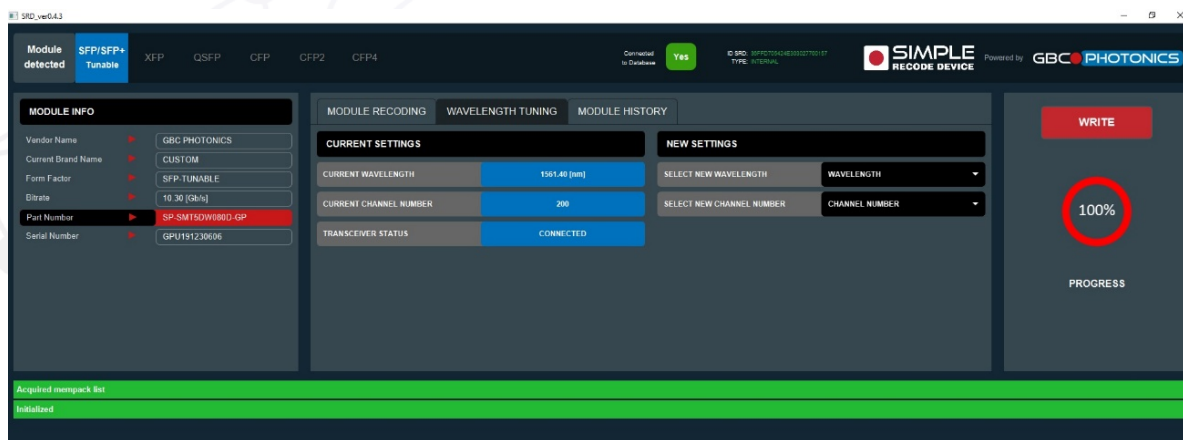 SRD_ver0.4.3
Module detected
SFP/SFP+ Tunable
XFP
QSFP
CFP
CFP2
CFP4
Connected to Database
Yes
ID SRD:
TYPE: INTERNAL
SIMPLE
RECODE DEVICE
Powered by
GBC PHOTONICS
MODULE INFO
Vendor Name
GBC PHOTONICS
Current Brand Name
CUSTOM
Form Factor
SFP-TUNABLE
Bitrate
10.30 [Gb/s]
Part Number
SP-SMT5DW080D-GP
Serial Number
GPU191230606
MODULE RECODING
WAVELENGTH TUNING
MODULE HISTORY
CURRENT SETTINGS
CURRENT WAVELENGTH
1561.40 [nm]
CURRENT CHANNEL NUMBER
200
TRANSCEIVER STATUS
CONNECTED
NEW SETTINGS
SELECT NEW WAVELENGTH
WAVELENGTH
SELECT NEW CHANNEL NUMBER
CHANNEL NUMBER
WRITE
100%
PROGRESS
Acquired mempack list
Initialized